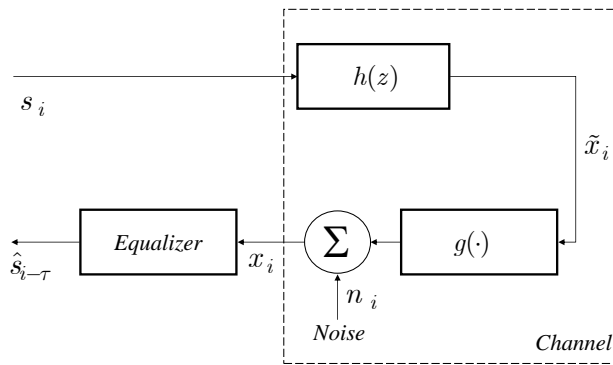 h(z)
s_i
x̃_i
Equalizer
Σ
g(·)
ŝ_{i−τ}
x_i
n_i
Noise
Channel